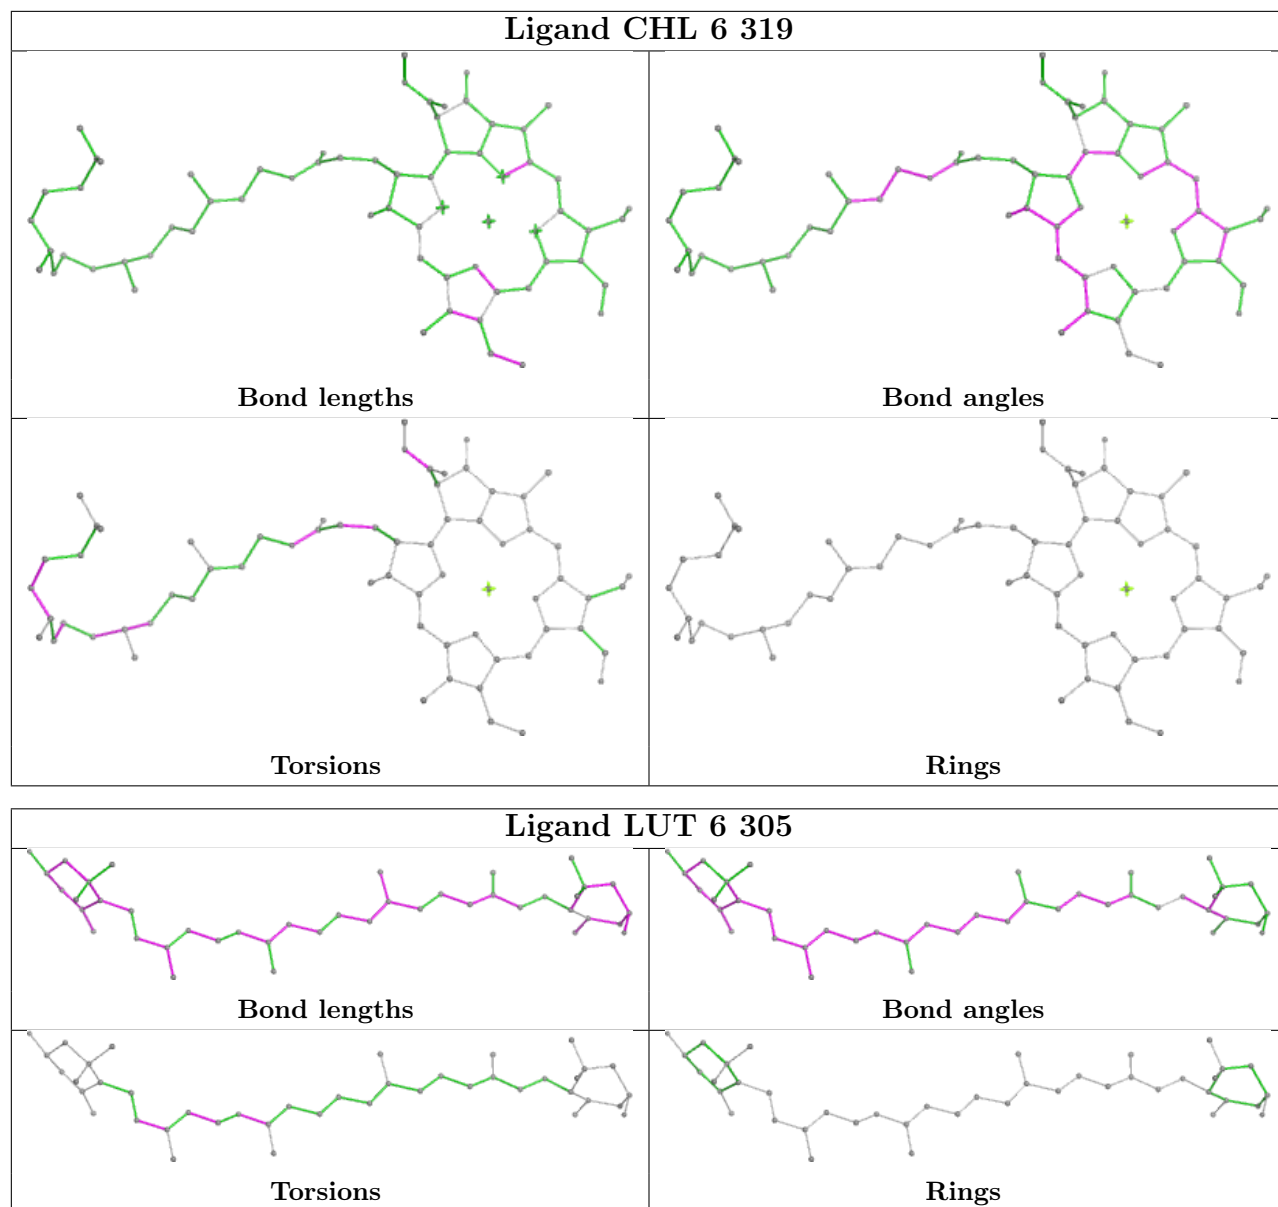 Ligand CHL 6 319
Bond lengths
Bond angles
Torsions
Rings
Ligand LUT 6 305
Bond lengths
Bond angles
Torsions
Rings